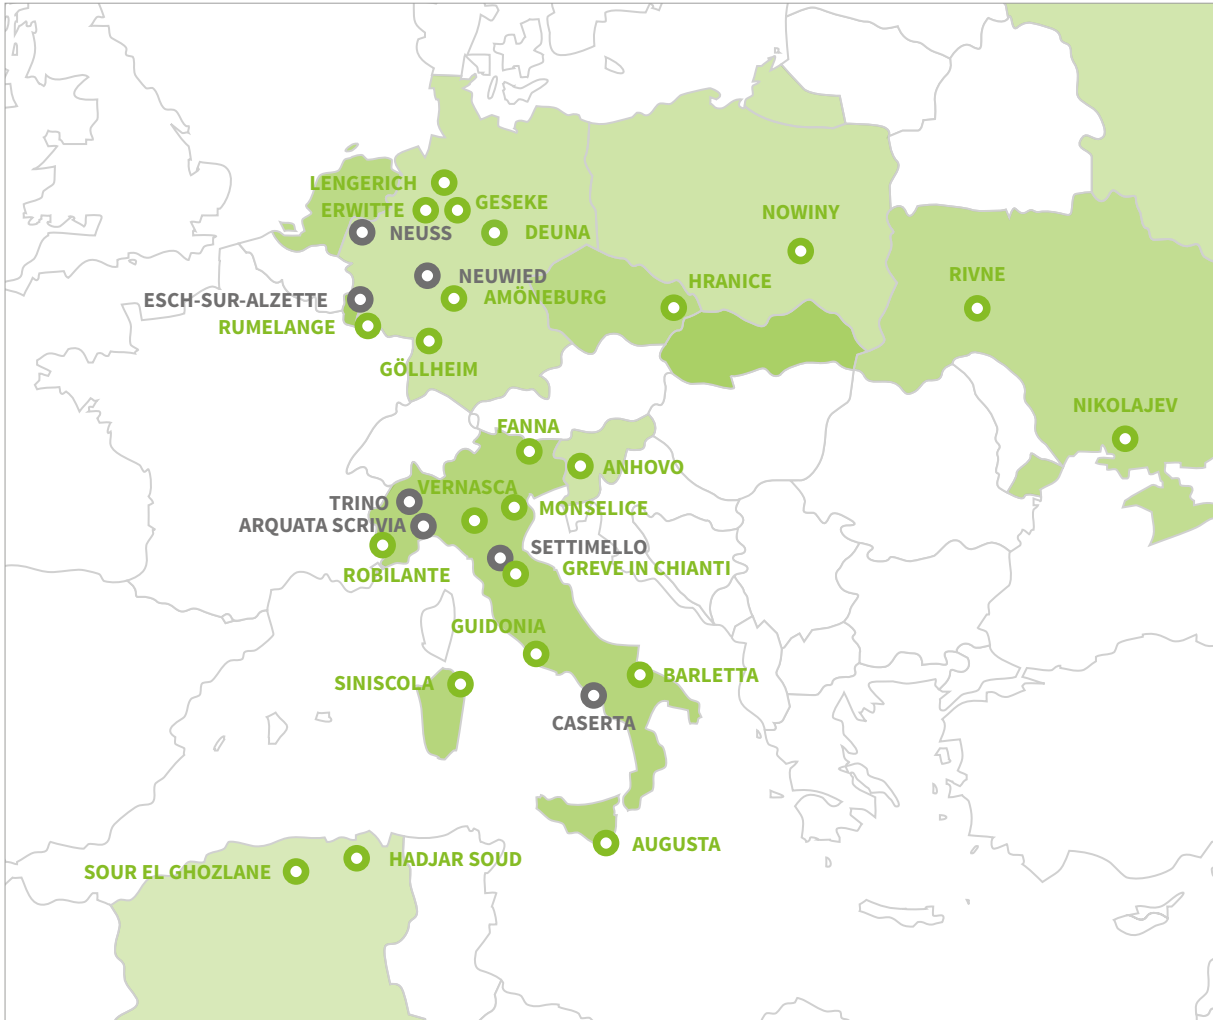 LENGERICH
ERWITTE
GESEKE
NOWINY
NEUSS
DEUNA
NEUWIED
RIVNE
HRANICE
ESCH-SUR-ALZETTE
AMÖNEBURG
RUMELANGE
GÖLLHEIM
NIKOLAJEV
FANNA
ANHOVO
VERNASCA
TRINO
MONSELICE
ARQUATA SCRIVIA
SETTIMELLO
GREVE IN CHIANTI
ROBILANTE
GUIDONIA
BARLETTA
SINISCOLA
CASERTA
AUGUSTA
HADJAR SOUD
SOUR EL GHOZLANE